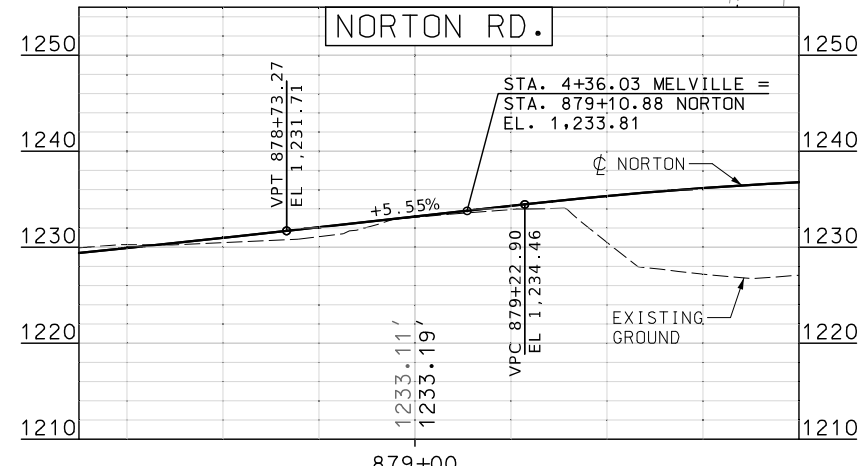 NORTON RD.
1250
1250
1240
1240
1230
1230
1220
1220
1210
1210
VPT 878+73.27
EL 1,231.71
STA. 4+36.03 MELVILLE =
STA. 879+10.88 NORTON
EL. 1,233.81
℄ NORTON
+5.55%
VPC 879+22.90
EL 1,234.46
EXISTING
GROUND
1233.11'
1233.19'
879+00